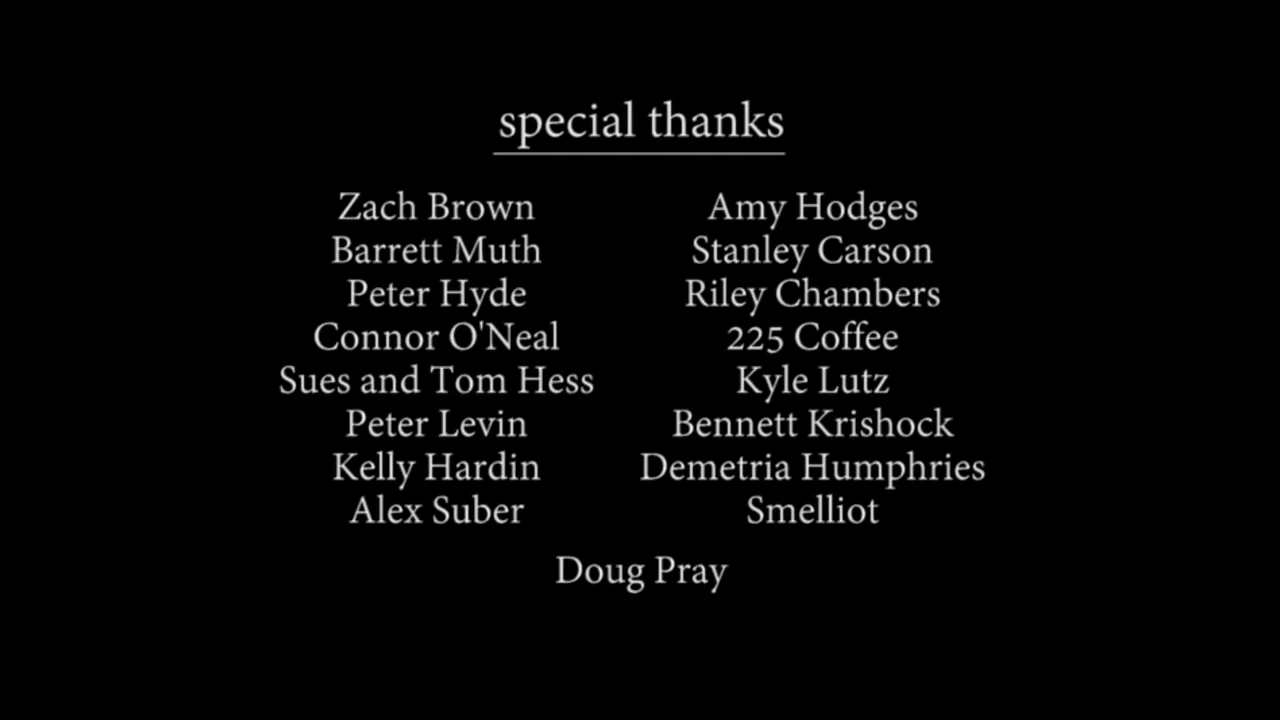 special thanks
Zach Brown
Barrett Muth
Peter Hyde
Connor O'Neal
Sues and Tom Hess
Peter Levin
Kelly Hardin
Alex Suber
Amy Hodges
Stanley Carson
Riley Chambers
225 Coffee
Kyle Lutz
Bennett Krishock
Demetria Humphries
Smelliot
Doug Pray